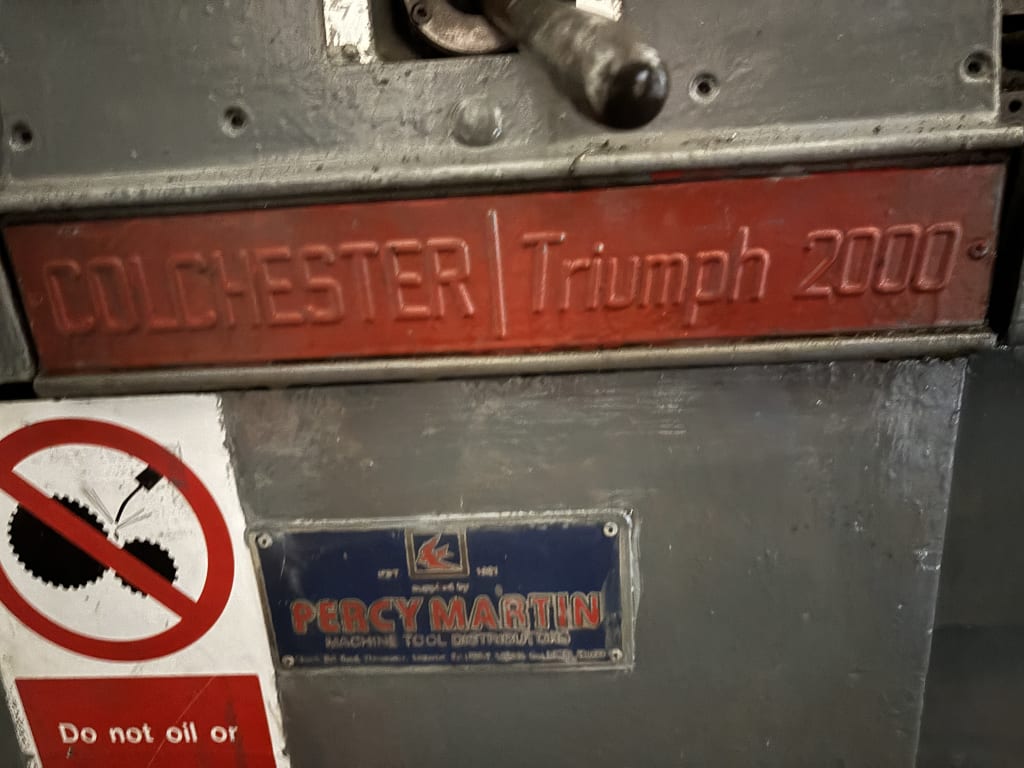 COLCHESTER | Triumph 2000
supplied by
PERCY MARTIN
MACHINE TOOL DISTRIBUTORS
Do not oil or